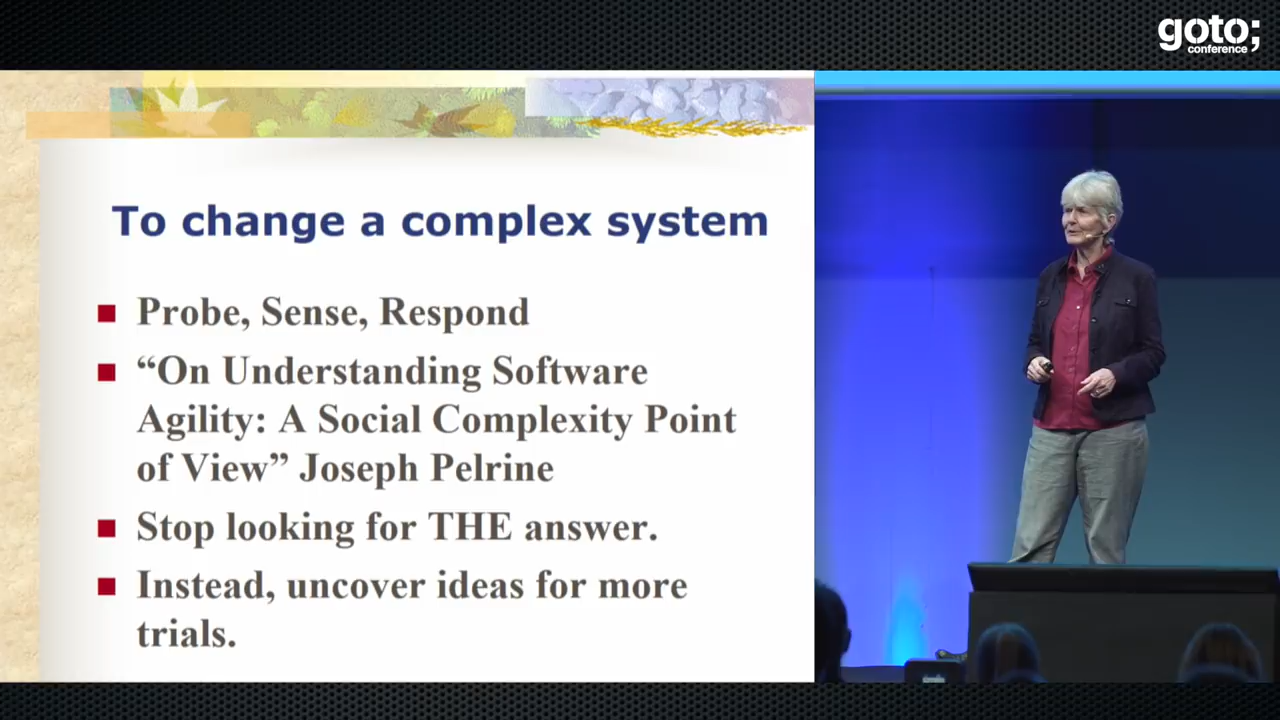 goto;
conference
To change a complex system
Probe, Sense, Respond
“On Understanding Software
Agility: A Social Complexity Point
of View” Joseph Pelrine
Stop looking for THE answer.
Instead, uncover ideas for more
trials.